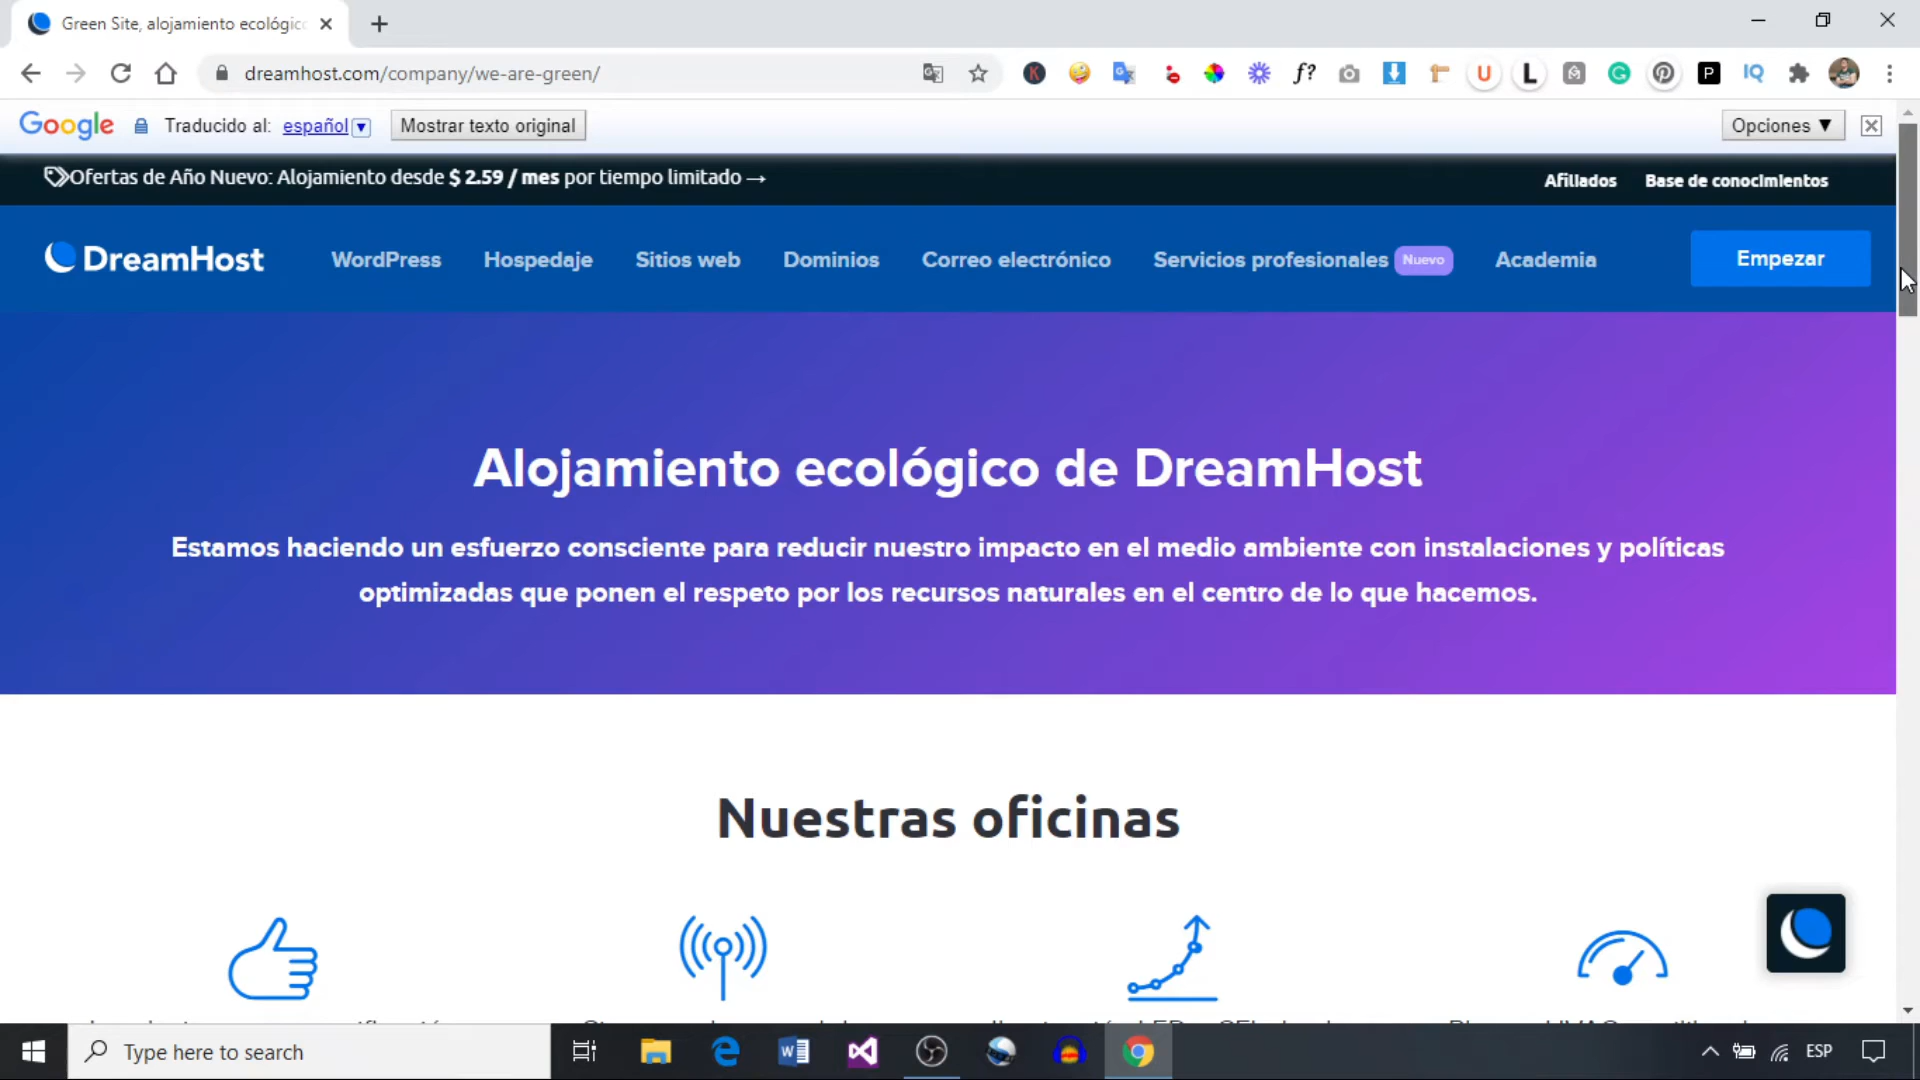 Green Site, alojamiento ecológic
dreamhost.com/company/we-are-green/
Google Traducido al: español Mostrar texto original Opciones ▼
Ofertas de Año Nuevo: Alojamiento desde $ 2.59 / mes por tiempo limitado →
Afiliados Base de conocimientos
DreamHost WordPress Hospedaje Sitios web Dominios Correo electrónico Servicios profesionales Nuevo Academia Empezar
Alojamiento ecológico de DreamHost
Estamos haciendo un esfuerzo consciente para reducir nuestro impacto en el medio ambiente con instalaciones y políticas
optimizadas que ponen el respeto por los recursos naturales en el centro de lo que hacemos.
Nuestras oficinas
Type here to search
ESP